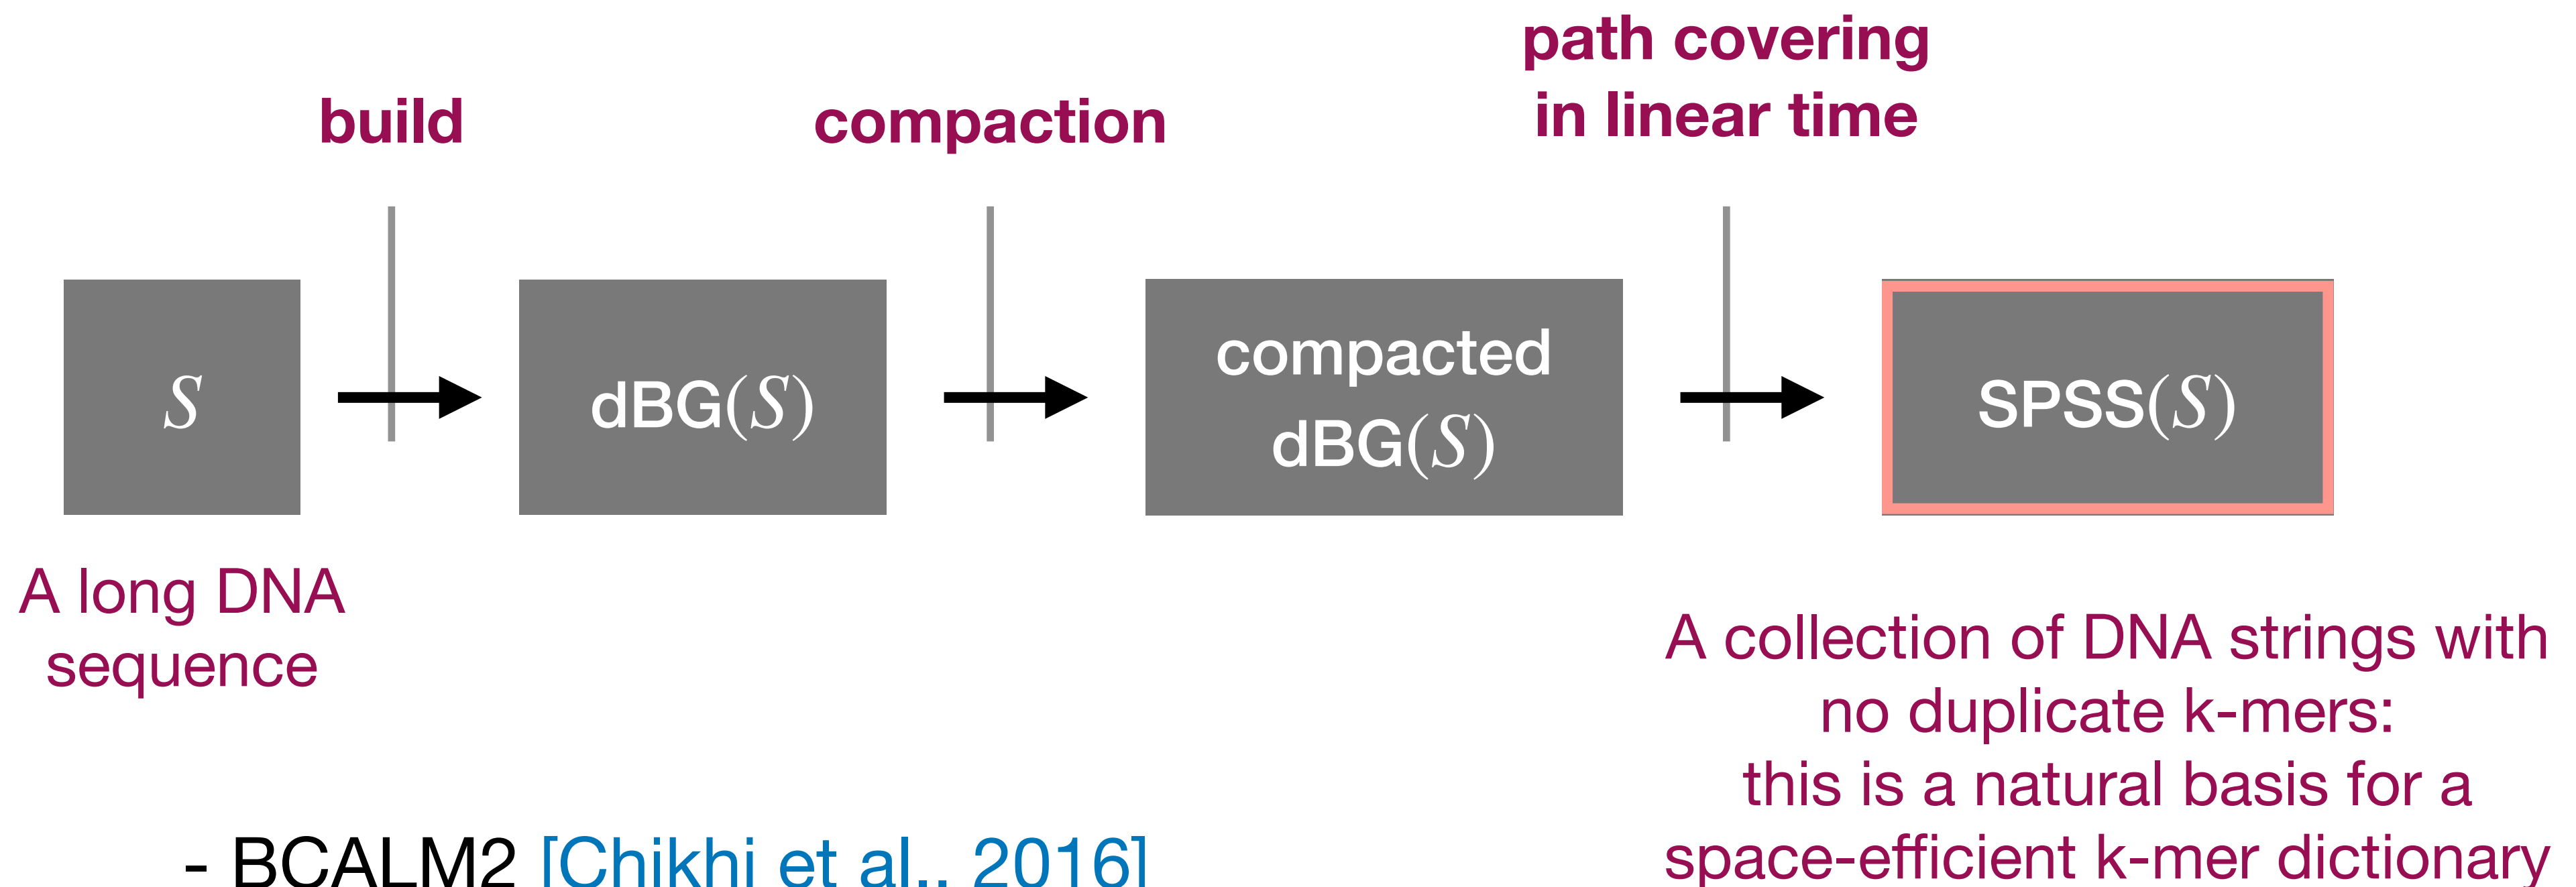 path covering
in linear time
build
compaction
S
dBG(S)
compacted
dBG(S)
SPSS(S)
A long DNA
sequence
A collection of DNA strings with
no duplicate k-mers:
this is a natural basis for a
space-efficient k-mer dictionary
- BCALM2 [Chikhi et al., 2016]